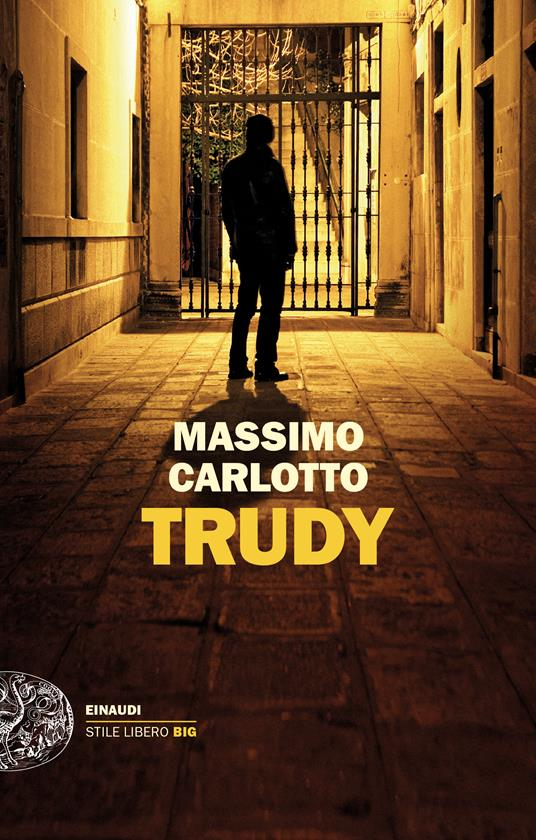 MASSIMO
CARLOTTO
TRUDY
EINAUDI
STILE LIBERO BIG